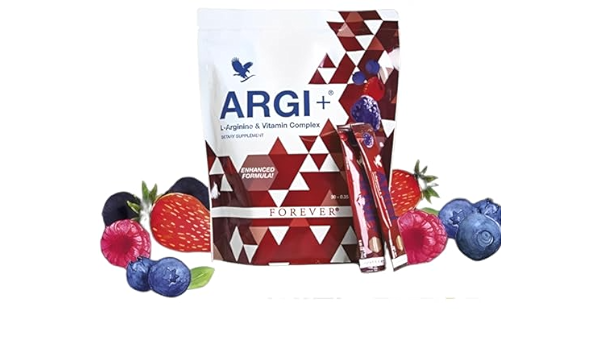 ARGI+®
L-Arginine & Vitamin Complex
DIETARY SUPPLEMENT
ENHANCED
FORMULA!
FOREVER®